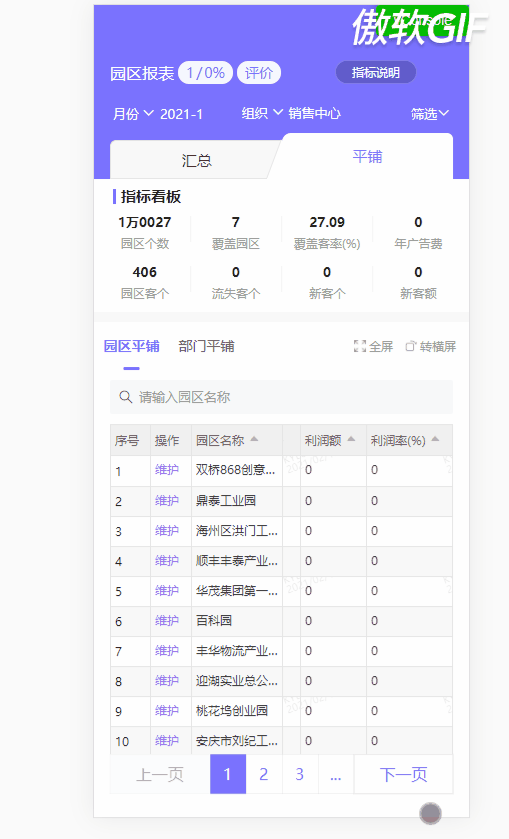 傲软GIF
园区报表 1/0% 评价 指标说明
月份 2021-1 组织 销售中心 筛选
汇总 平铺
指标看板
1万0027 7 27.09 0
园区个数 覆盖园区 覆盖客率(%) 年广告费
406 0 0 0
园区客个 流失客个 新客个 新客额
园区平铺 部门平铺 全屏 转横屏
请输入园区名称
序号 操作 园区名称 利润额 利润率(%)
1 维护 双桥868创意... 0 0
2 维护 鼎泰工业园 0 0
3 维护 海州区洪门工... 0 0
4 维护 顺丰丰泰产业... 0 0
5 维护 华茂集团第一... 0 0
6 维护 百科园 0 0
7 维护 丰华物流产业... 0 0
8 维护 迎湖实业总公... 0 0
9 维护 桃花坞创业园 0 0
10 维护 安庆市刘纪工... 0 0
上一页 1 2 3 ... 下一页